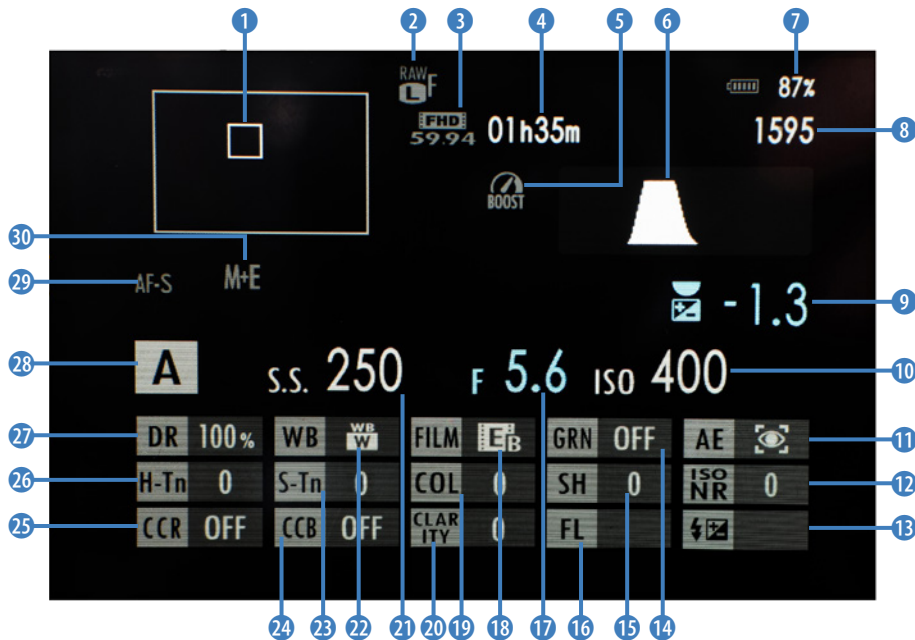 1
2
3
4
5
6
7
RAW
L F
87%
FHD
59.94 01h35m
1595
8
BOOST
30
29
AF-S
M+E
-1.3
9
28
A
S.S. 250
F 5.6
ISO 400
10
27
DR 100%
WB WB W
FILM E B
GRN OFF
AE
11
26
H-Tn 0
S-Tn 0
COL 0
SH 0
ISO NR 0
12
25
CCR OFF
CCB OFF
CLARITY 0
FL
13
24
23
22
21
20
19
18
17
16
15
14